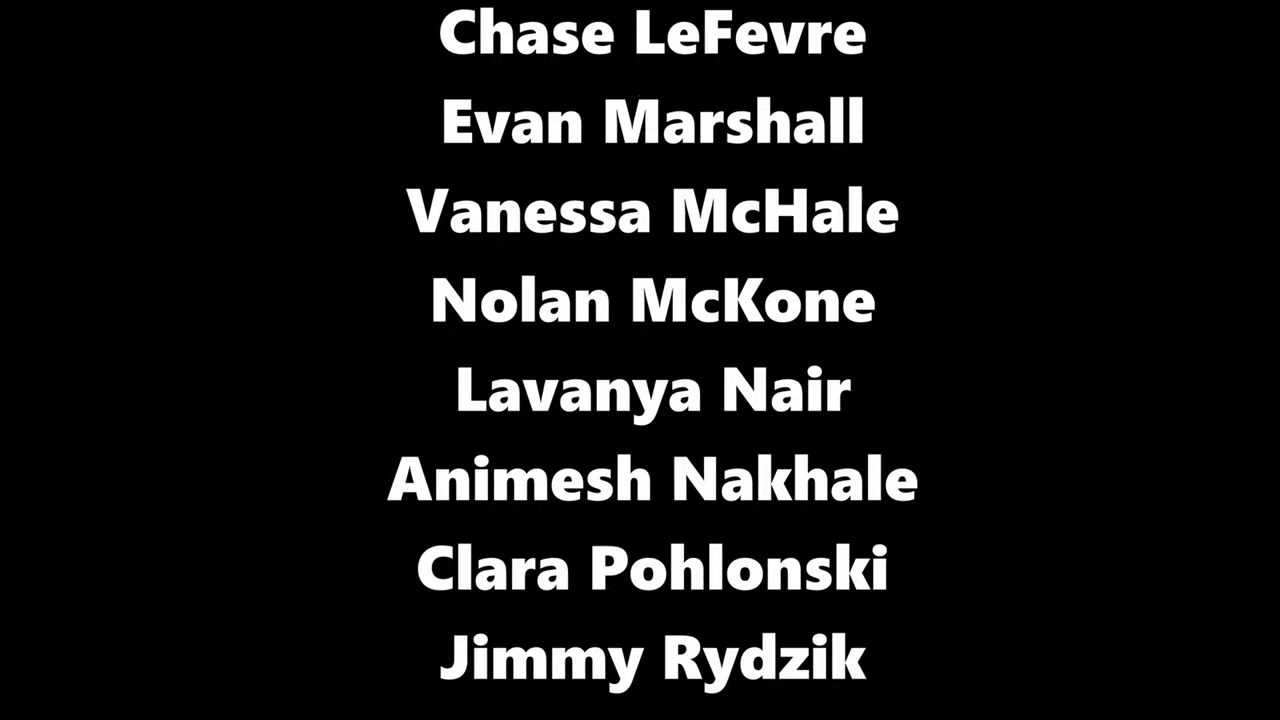 Chase LeFevre
Evan Marshall
Vanessa McHale
Nolan McKone
Lavanya Nair
Animesh Nakhale
Clara Pohlonski
Jimmy Rydzik